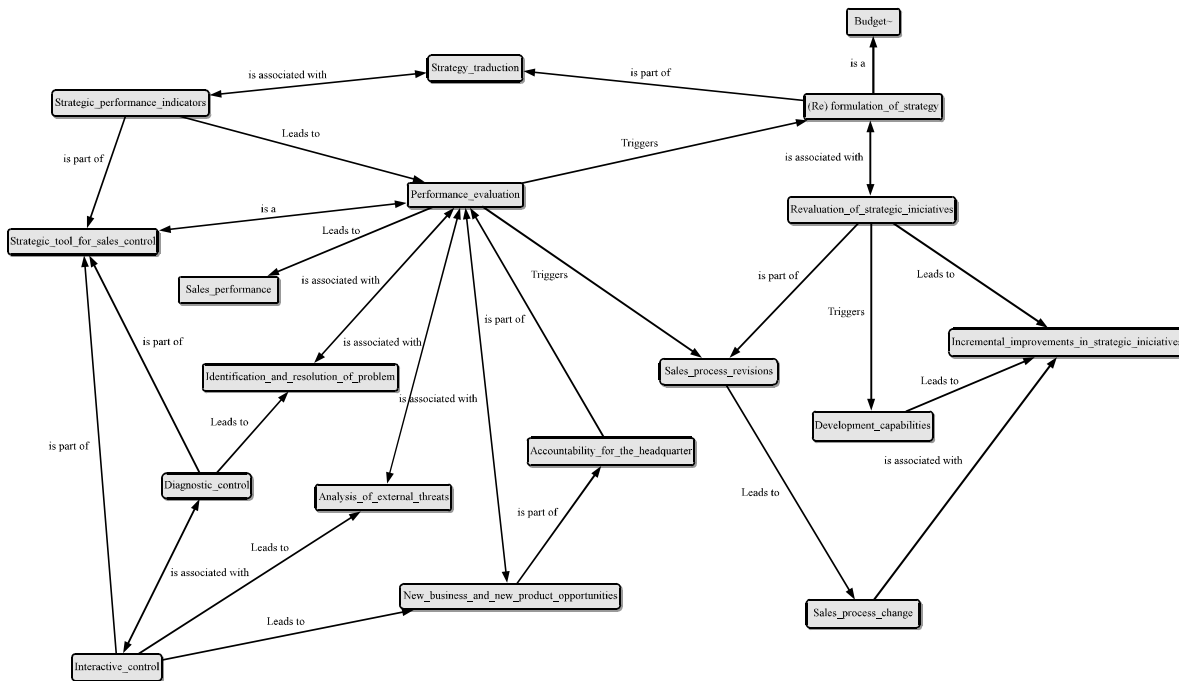 Budget~
is a
Strategy_traduction
is associated with
is part of
Strategic_performance_indicators
(Re) formulation_of_strategy
Leads to
Triggers
is part of
is associated with
Performance_evaluation
Revaluation_of_strategic_iniciatives
is a
Strategic_tool_for_sales_control
Leads to
Triggers
is part of
Leads to
Sales_performance
is associated with
Triggers
is part of
is associated with
is part of
Incremental_improvements_in_strategic_iniciatives
Identification_and_resolution_of_problem
Sales_process_revisions
Leads to
is associated with
Leads to
Development_capabilities
is part of
Accountability_for_the_headquarter
is associated with
Diagnostic_control
Analysis_of_external_threats
Leads to
is part of
Leads to
is associated with
New_business_and_new_product_opportunities
Sales_process_change
Leads to
Interactive_control